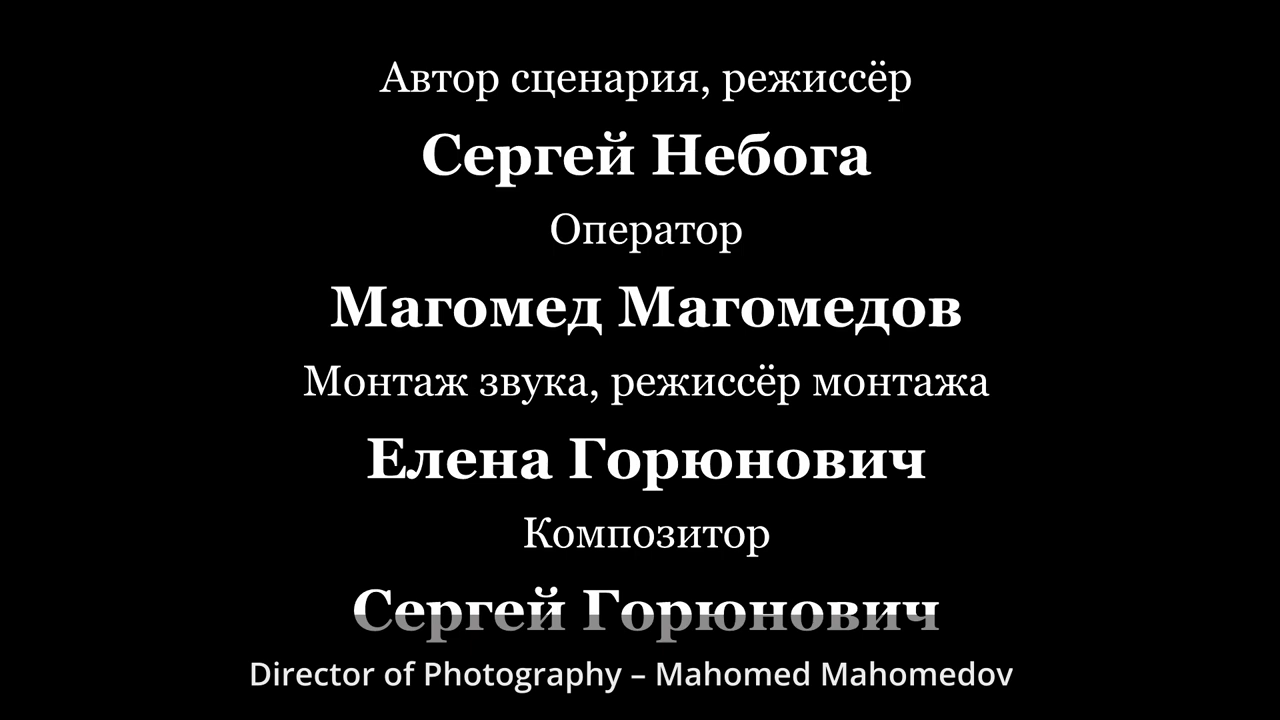 Автор сценария, режиссёр
Сергей Небога
Оператор
Магомед Магомедов
Монтаж звука, режиссёр монтажа
Елена Горюнович
Композитор
Сергей Горюнович
Director of Photography – Mahomed Mahomedov